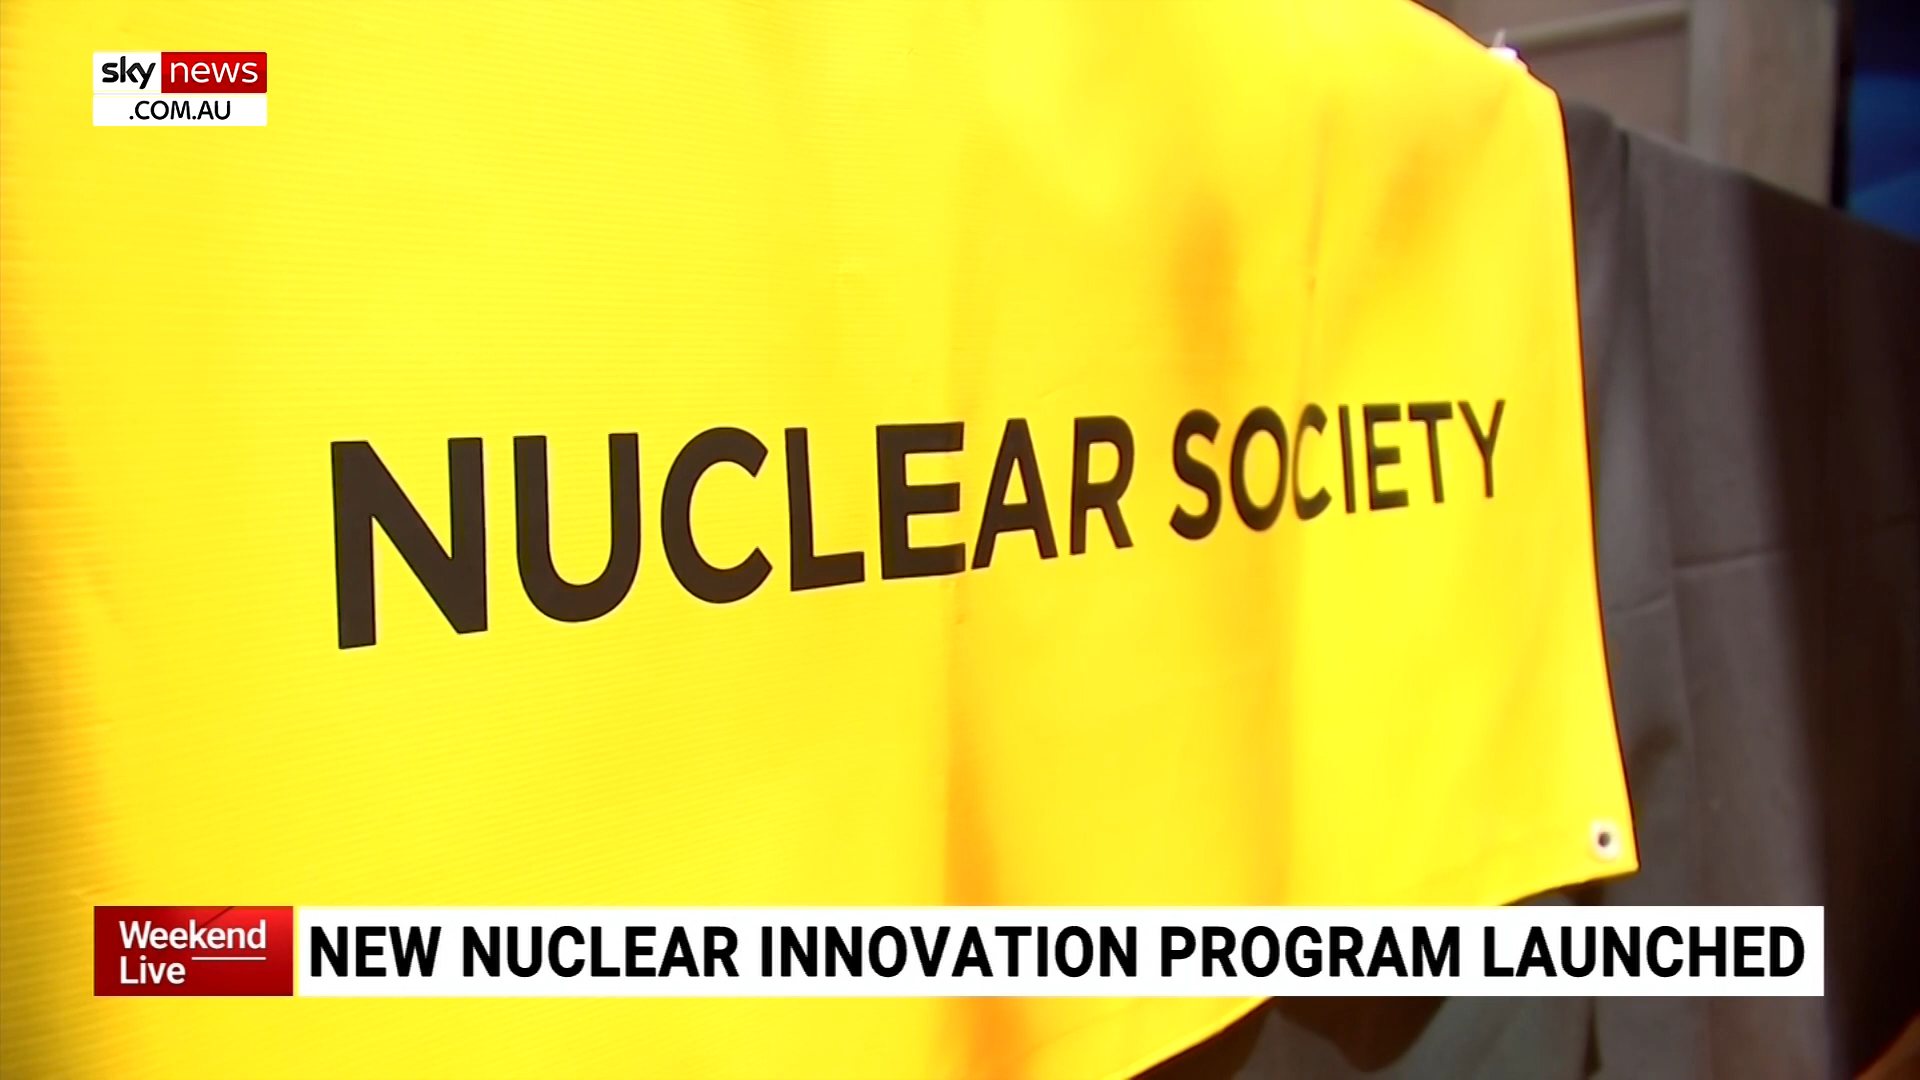 sky news
.COM.AU
NUCLEAR SOCIETY
Weekend
Live
NEW NUCLEAR INNOVATION PROGRAM LAUNCHED